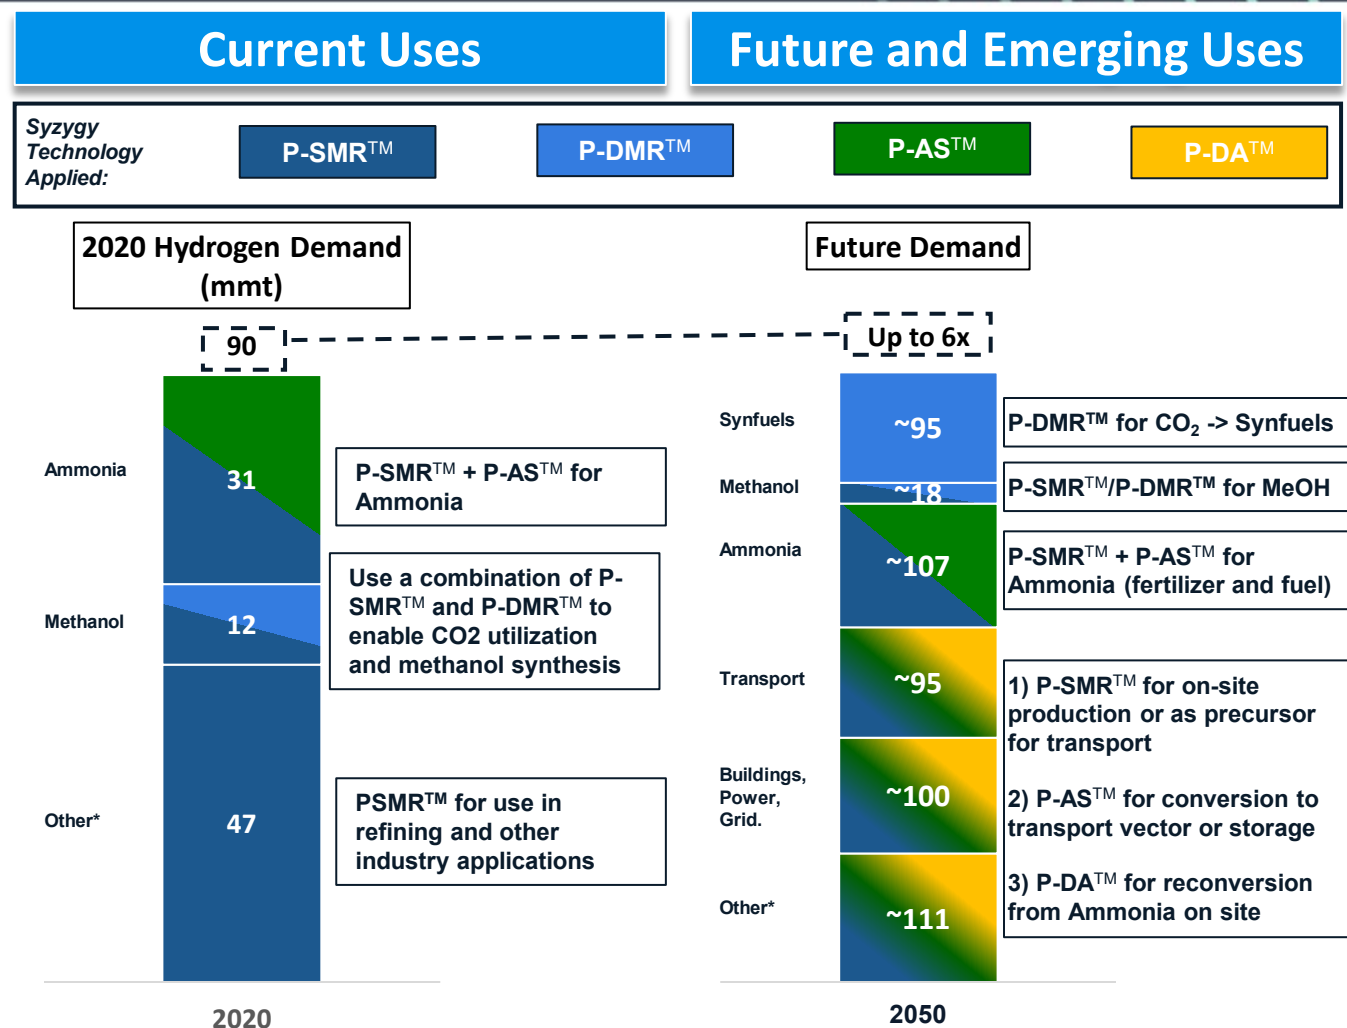 Current Uses
Future and Emerging Uses
Syzygy
Technology
Applied:
P-SMR™
P-DMR™
P-AS™
P-DA™
2020 Hydrogen Demand
(mmt)
90
Ammonia
31
P-SMR™ + P-AS™ for
Ammonia
Methanol
12
Use a combination of P-
SMR™ and P-DMR™ to
enable CO2 utilization
and methanol synthesis
Other*
47
PSMR™ for use in
refining and other
industry applications
2020
Future Demand
Up to 6x
Synfuels
~95
P-DMR™ for CO₂ -> Synfuels
Methanol
~18
P-SMR™/P-DMR™ for MeOH
Ammonia
~107
P-SMR™ + P-AS™ for
Ammonia (fertilizer and fuel)
Transport
~95
Buildings,
Power,
Grid.
~100
Other*
~111
1) P-SMR™ for on-site
production or as precursor
for transport
2) P-AS™ for conversion to
transport vector or storage
3) P-DA™ for reconversion
from Ammonia on site
2050